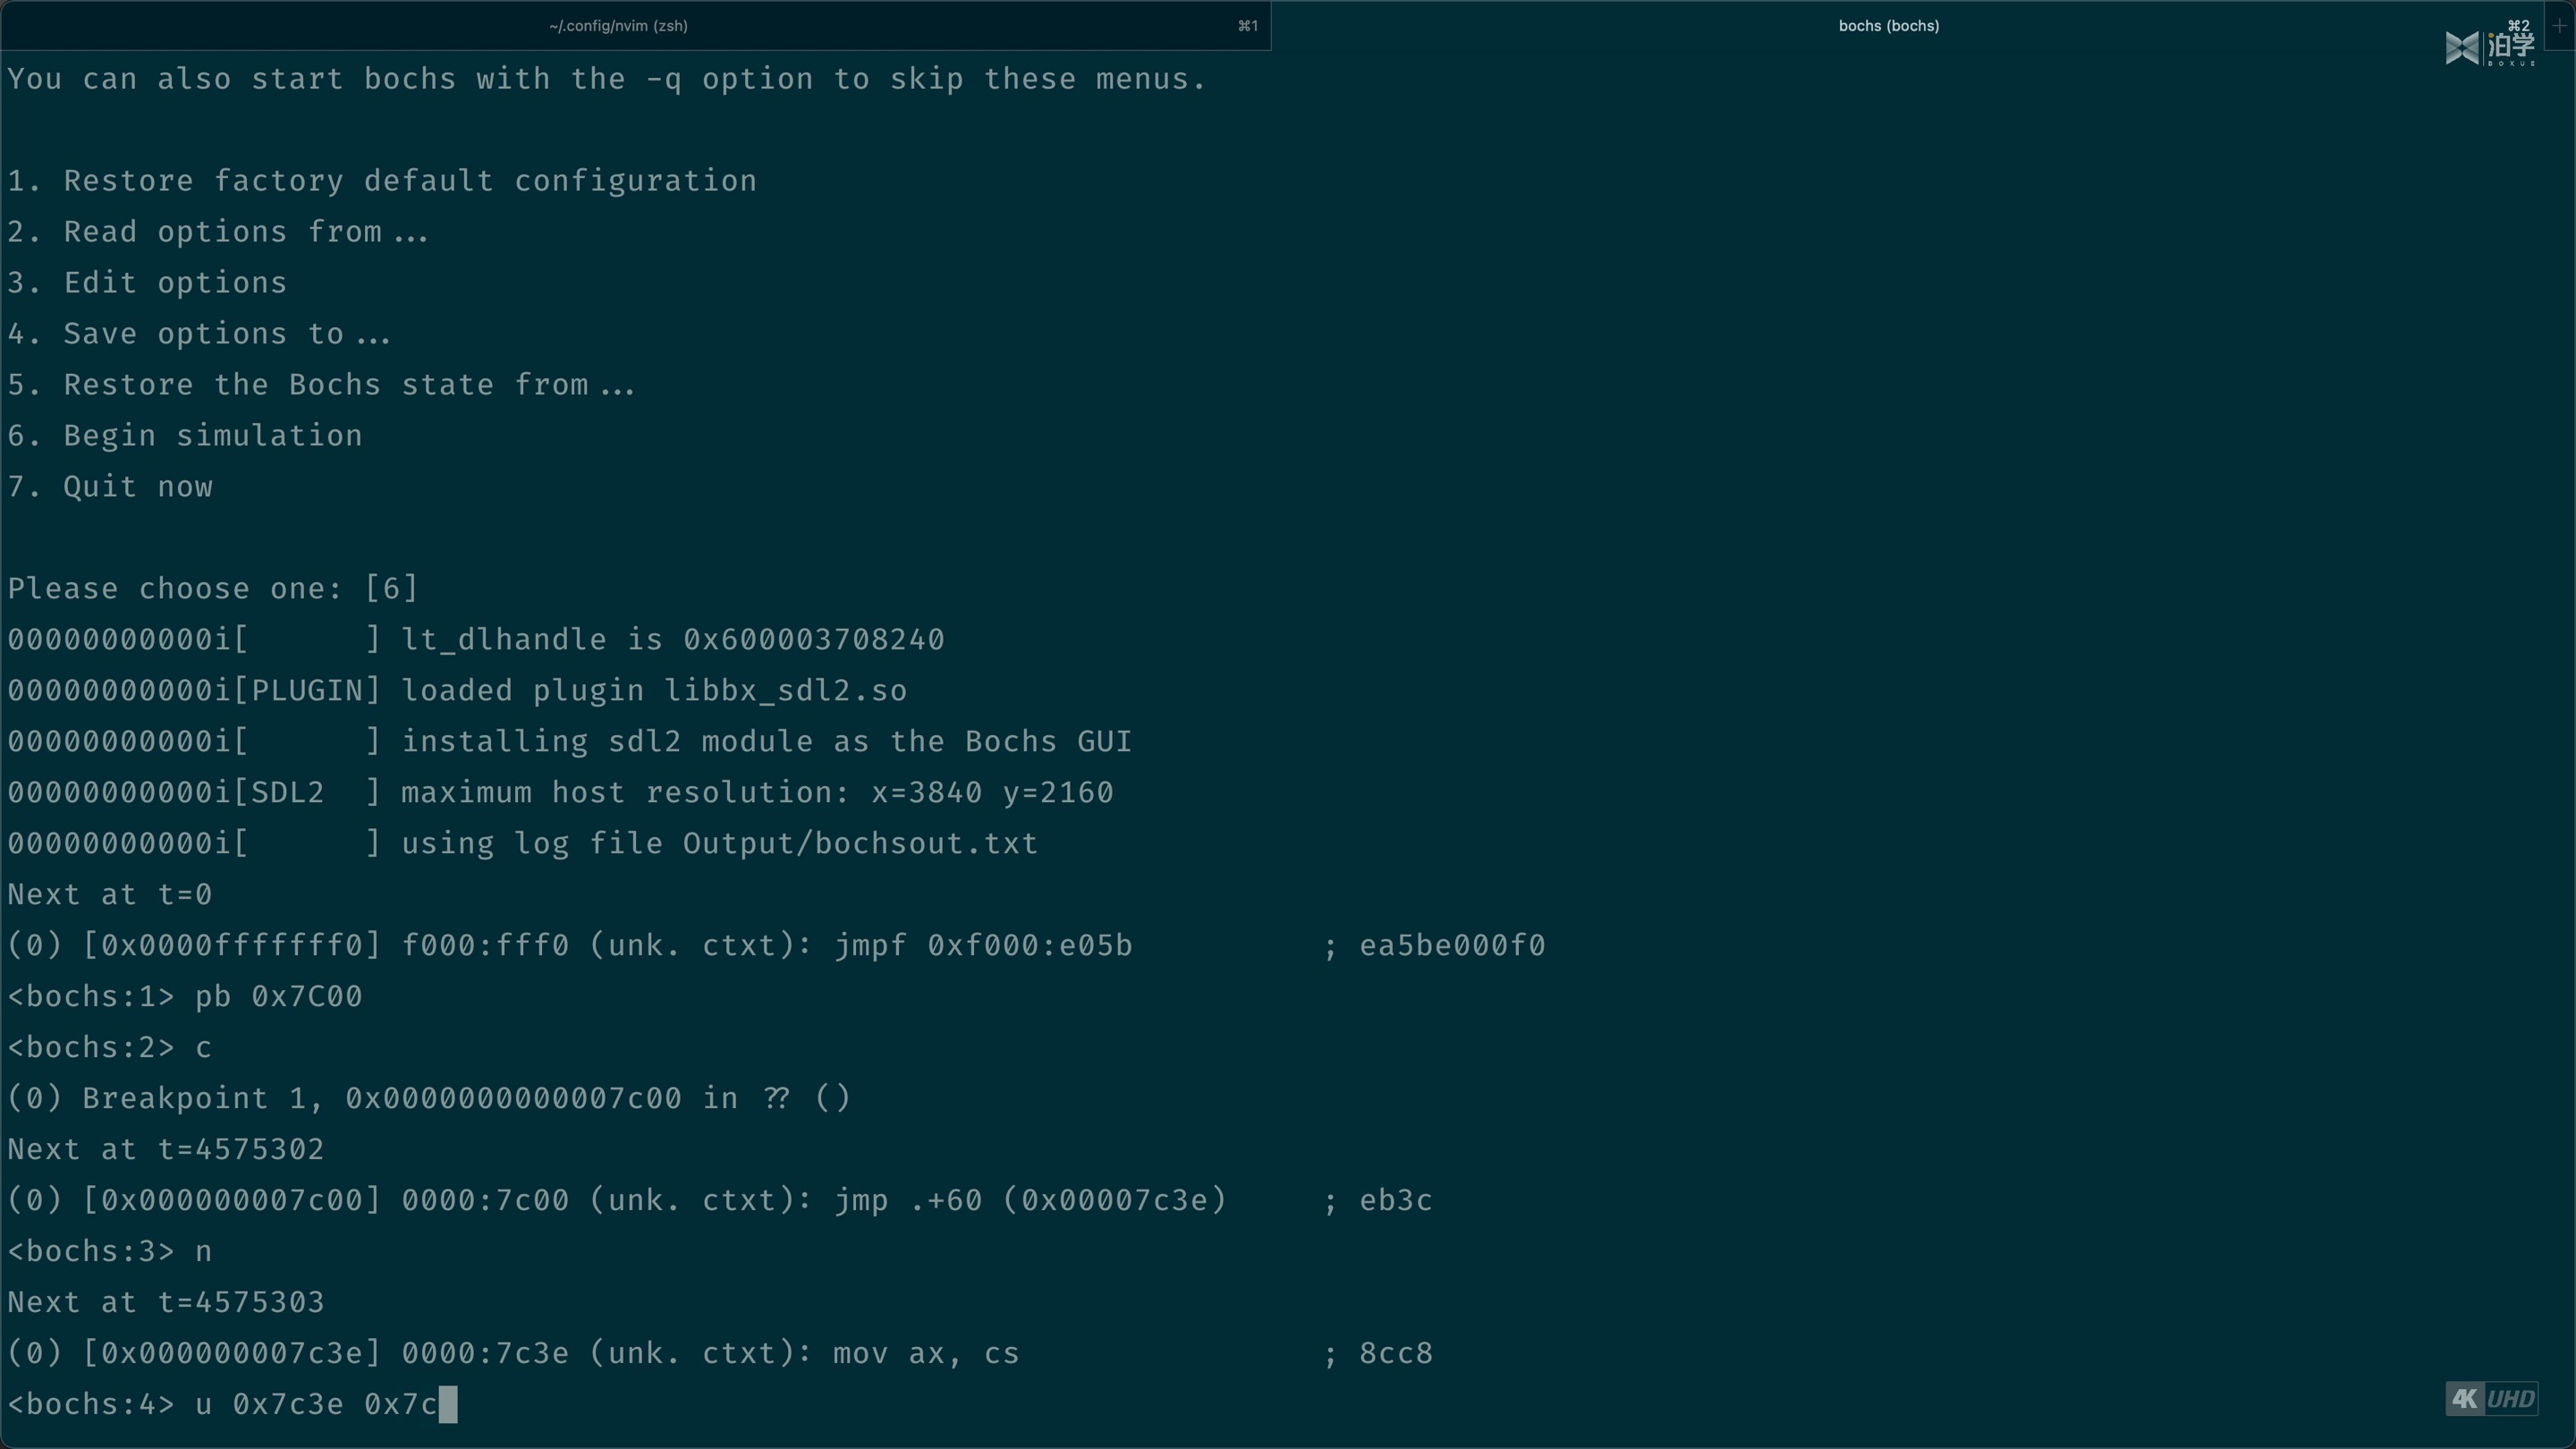 ~/.config/nvim (zsh) ⌘1 bochs (bochs) ⌘2 +
泊学
BOXUE
You can also start bochs with the -q option to skip these menus.
1. Restore factory default configuration
2. Read options from...
3. Edit options
4. Save options to...
5. Restore the Bochs state from...
6. Begin simulation
7. Quit now
Please choose one: [6]
00000000000i[      ] lt_dlhandle is 0x600003708240
00000000000i[PLUGIN] loaded plugin libbx_sdl2.so
00000000000i[      ] installing sdl2 module as the Bochs GUI
00000000000i[SDL2  ] maximum host resolution: x=3840 y=2160
00000000000i[      ] using log file Output/bochsout.txt
Next at t=0
(0) [0x0000fffffff0] f000:fff0 (unk. ctxt): jmpf 0xf000:e05b          ; ea5be000f0
<bochs:1> pb 0x7C00
<bochs:2> c
(0) Breakpoint 1, 0x0000000000007c00 in ?? ()
Next at t=4575302
(0) [0x000000007c00] 0000:7c00 (unk. ctxt): jmp .+60 (0x00007c3e)     ; eb3c
<bochs:3> n
Next at t=4575303
(0) [0x000000007c3e] 0000:7c3e (unk. ctxt): mov ax, cs                ; 8cc8
<bochs:4> u 0x7c3e 0x7c
4K UHD